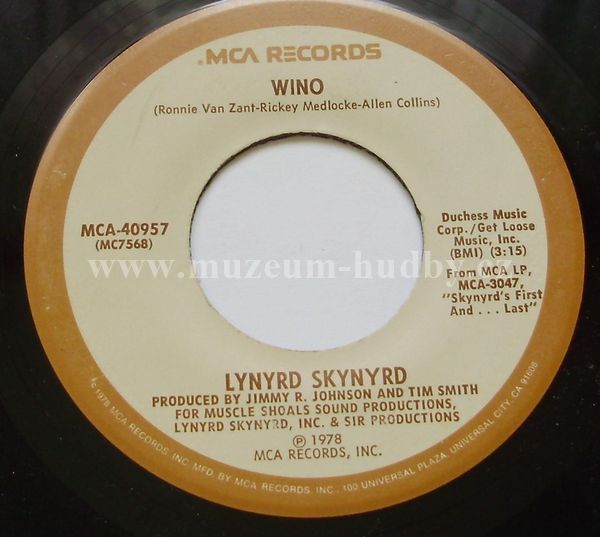 MCA RECORDS
WINO
(Ronnie Van Zant-Rickey Medlocke-Allen Collins)
MCA-40957
(MC7568)
Duchess Music
Corp./Get Loose
Music, Inc.
(BMI) (3:15)
From MCA LP,
MCA-3047,
"Skynyrd's First
And . . . Last"
www.muzeum-hudby.cz
LYNYRD SKYNYRD
PRODUCED BY JIMMY R. JOHNSON AND TIM SMITH
FOR MUSCLE SHOALS SOUND PRODUCTIONS,
LYNYRD SKYNYRD, INC. & SIR PRODUCTIONS
℗ 1978
MCA RECORDS, INC.
© 1978 MCA RECORDS, INC. MFG. BY MCA RECORDS INC., 100 UNIVERSAL PLAZA, UNIVERSAL CITY, CA 91608